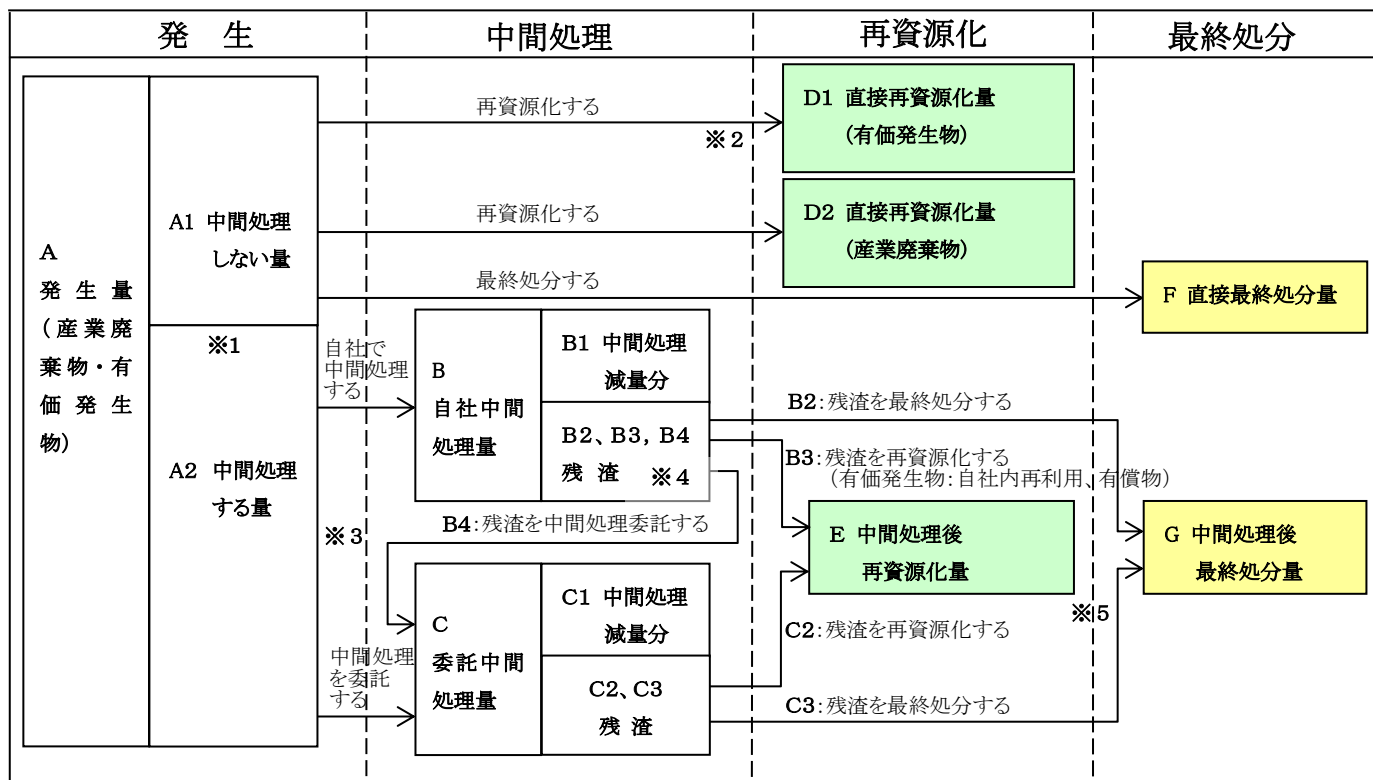 発 生
中間処理
再資源化
最終処分
A
発 生 量
(産 業 廃
棄 物・有
価 発 生
物)
A1 中間処理
しない量
※1
A2 中間処理
する量
再資源化する
※2
D1 直接再資源化量
(有価発生物)
再資源化する
D2 直接再資源化量
(産業廃棄物)
最終処分する
F 直接最終処分量
自社で
中間処理
する
※3
B
自社中間
処理量
B1 中間処理
減量分
B2、B3, B4
残 渣 ※4
B2:残渣を最終処分する
B3:残渣を再資源化する
(有価発生物:自社内再利用、有償物)
B4:残渣を中間処理委託する
E 中間処理後
再資源化量
G 中間処理後
最終処分量
※5
中間処理
を委託
する
C
委託中間
処理量
C1 中間処理
減量分
C2、C3
残 渣
C2:残渣を再資源化する
C3:残渣を最終処分する